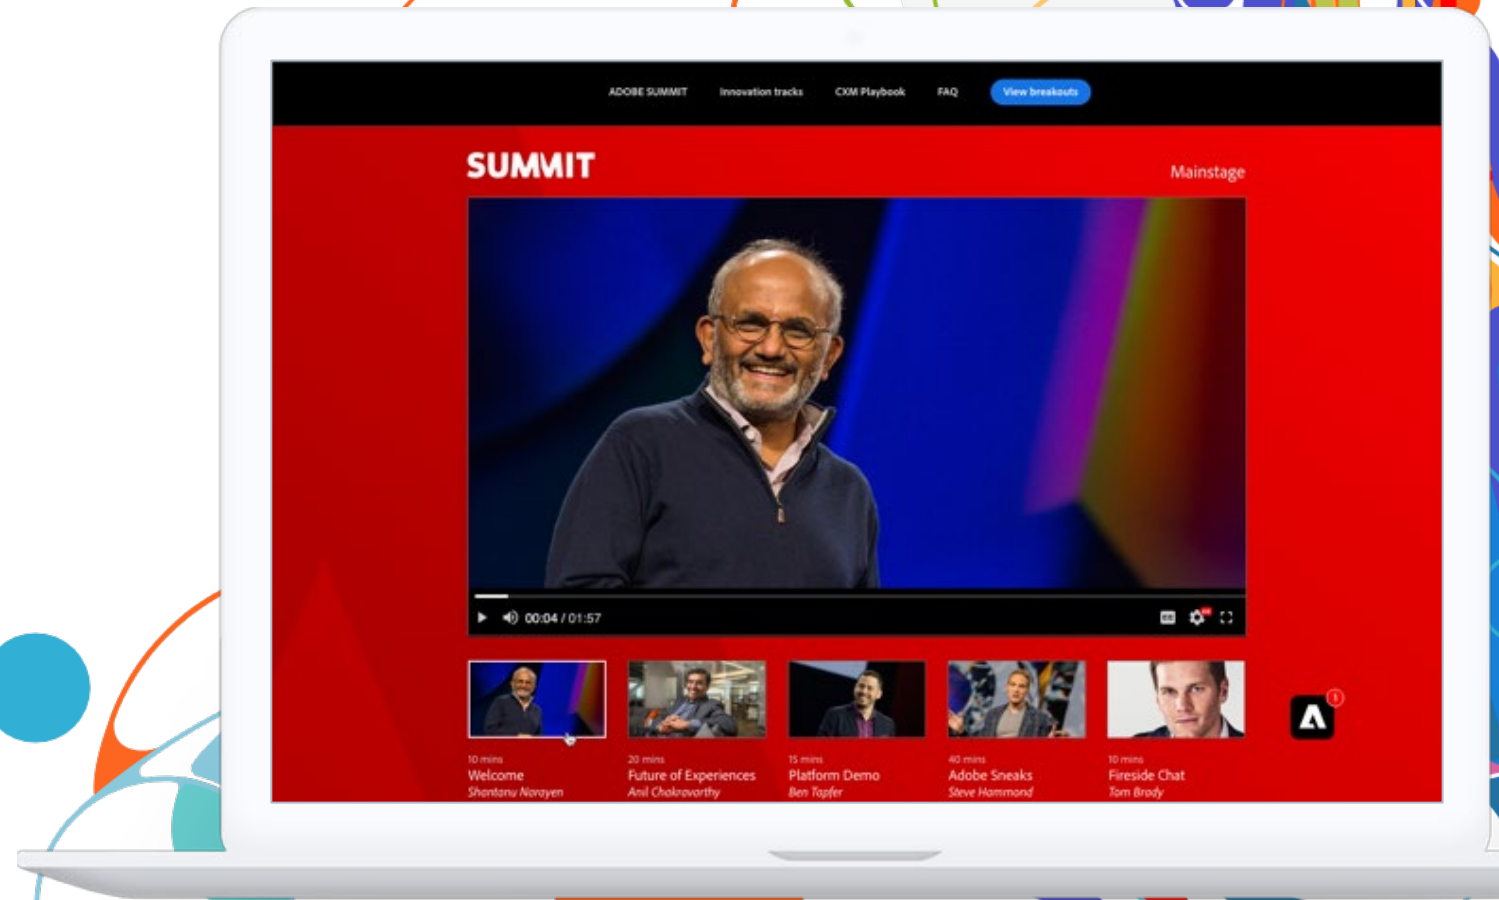 ADOBE SUMMIT Innovation tracks CXM Playbook FAQ View breakouts
SUMMIT
Mainstage
00:04 / 01:57
10 mins
Welcome
Shantanu Narayen
20 mins
Future of Experiences
Anil Chakravarthy
15 mins
Platform Demo
Ben Tapfer
40 mins
Adobe Sneaks
Steve Hammond
10 mins
Fireside Chat
Tom Brady
1